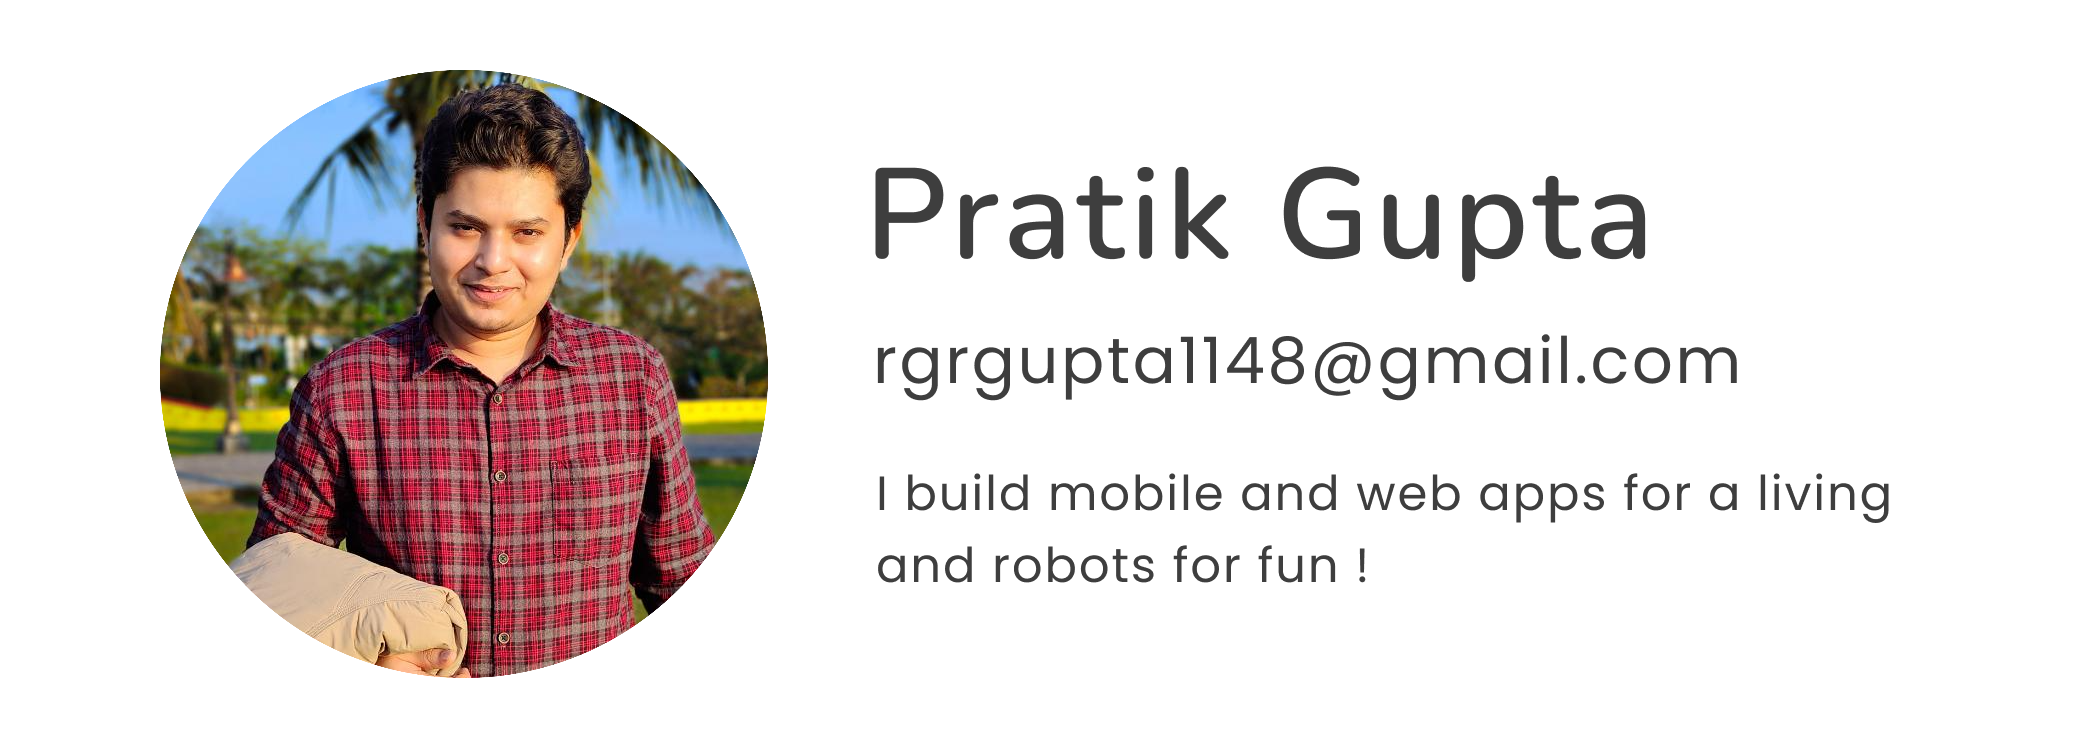 Pratik Gupta
rgrgupta1148@gmail.com
I build mobile and web apps for a living
and robots for fun !